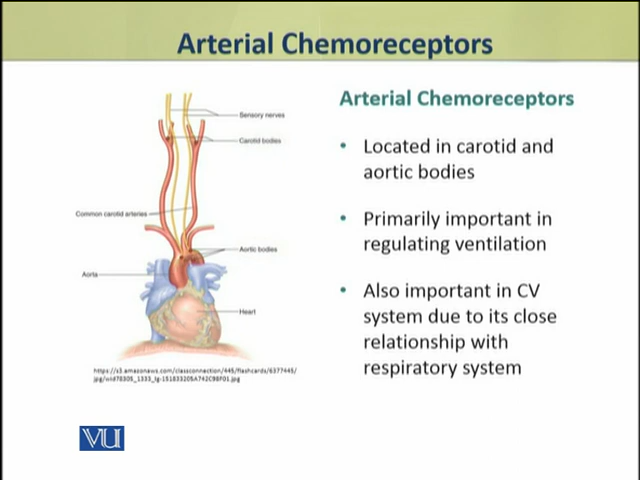 Arterial Chemoreceptors
Sensory nerves
Carotid bodies
Common carotid arteries
Aortic bodies
Aorta
Heart
Arterial Chemoreceptors
• Located in carotid and
aortic bodies
• Primarily important in
regulating ventilation
• Also important in CV
system due to its close
relationship with
respiratory system
VU